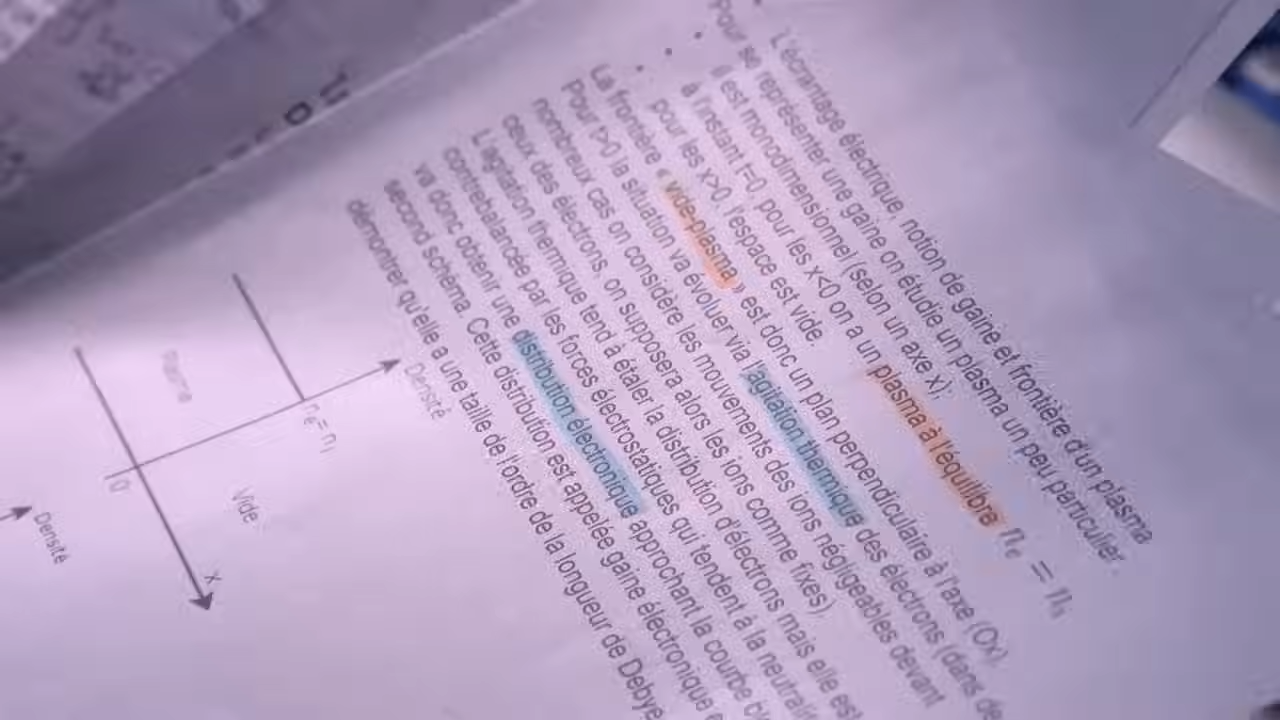 L'écrantage électrique, notion de gaine et frontière d'un plasma
Pour se représenter une gaine on étudie un plasma un peu particulier.
il est monodimensionnel (selon un axe x);
à l'instant t=0, pour les x<0 on a un plasma à l'équilibre nₑ = nᵢ
pour les x>0, l'espace est vide.
La frontière « vide-plasma » est donc un plan perpendiculaire à l'axe (Ox).
Pour t>0 la situation va évoluer via l'agitation thermique des électrons (dans de
nombreux cas on considère les mouvements des ions négligeables devant
ceux des électrons, on supposera alors les ions comme fixes).
L'agitation thermique tend à étaler la distribution d'électrons mais elle est
contrebalancée par les forces électrostatiques qui tendent à la
va donc obtenir une distribution électronique approchant la courbe
second schéma. Cette distribution est appelée gaine électronique
démontrer qu'elle a une taille de l'ordre de la longueur de Debye
Densité
nₑ=nᵢ
Vide
0
x
Densité